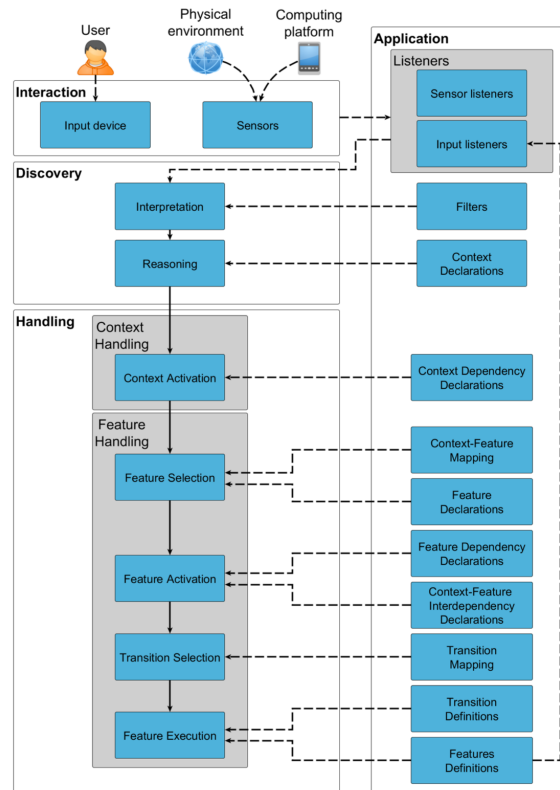 User
Physical
environment
Computing
platform
Application
Listeners
Interaction
Input device
Sensors
Sensor listeners
Input listeners
Discovery
Interpretation
Filters
Reasoning
Context
Declarations
Handling
Context
Handling
Context Activation
Context Dependency
Declarations
Feature
Handling
Feature Selection
Context-Feature
Mapping
Feature
Declarations
Feature Activation
Feature Dependency
Declarations
Context-Feature
Interdependency
Declarations
Transition Selection
Transition
Mapping
Feature Execution
Transition
Definitions
Features
Definitions